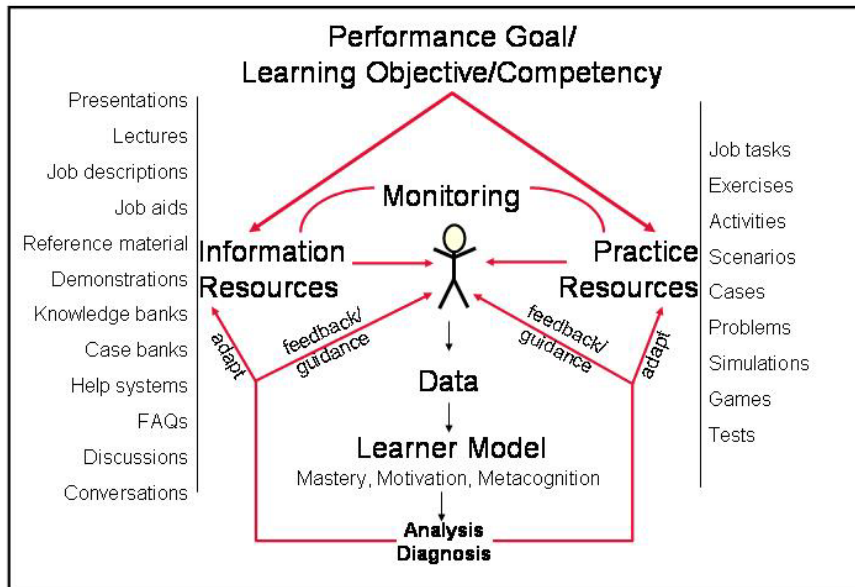 Performance Goal/
Learning Objective/Competency
Presentations
Lectures
Job descriptions
Job aids
Reference material
Demonstrations
Knowledge banks
Case banks
Help systems
FAQs
Discussions
Conversations
Monitoring
Information
Resources
Practice
Resources
adapt
feedback/
guidance
feedback/
guidance
adapt
Data
Learner Model
Mastery, Motivation, Metacognition
Analysis
Diagnosis
Job tasks
Exercises
Activities
Scenarios
Cases
Problems
Simulations
Games
Tests